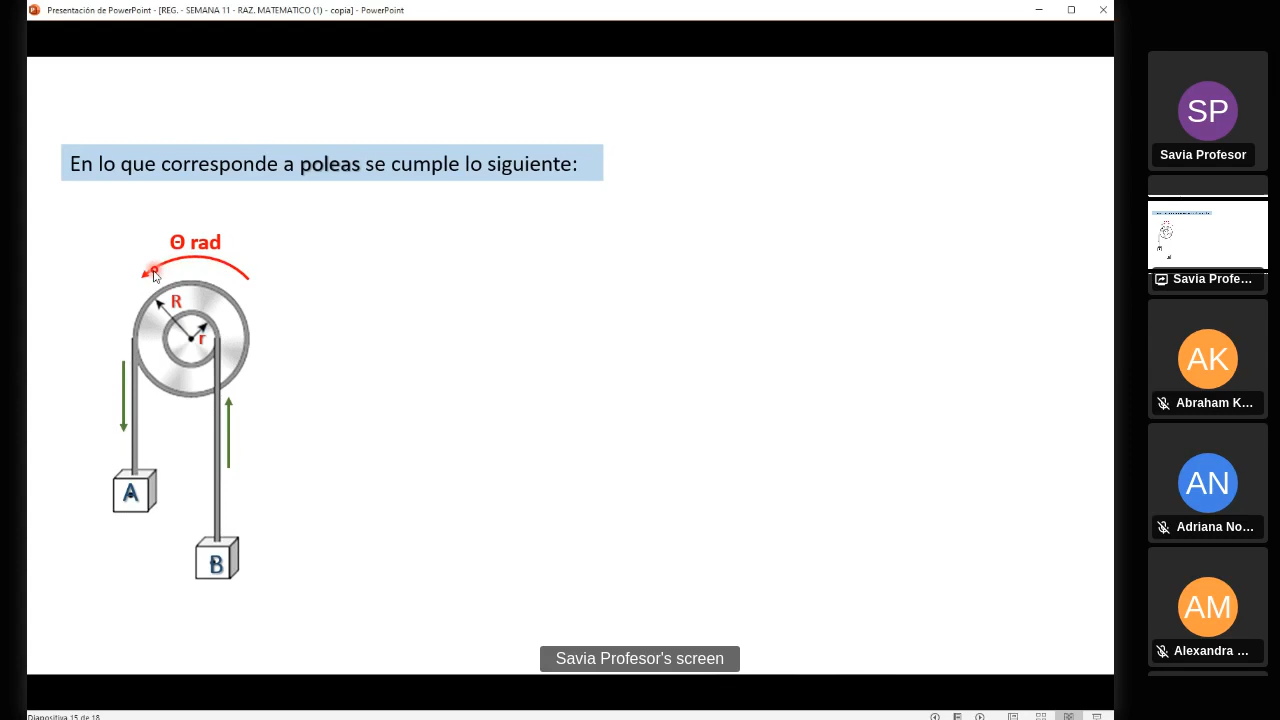 Presentación de PowerPoint - [REG. - SEMANA 11 - RAZ. MATEMATICO (1) - copia] - PowerPoint
En lo que corresponde a poleas se cumple lo siguiente:
Θ rad
R
r
A
B
Savia Profesor's screen
Diapositiva 15 de 18
SP
Savia Profesor
Savia Profe...
AK
Abraham K...
AN
Adriana No...
AM
Alexandra ...